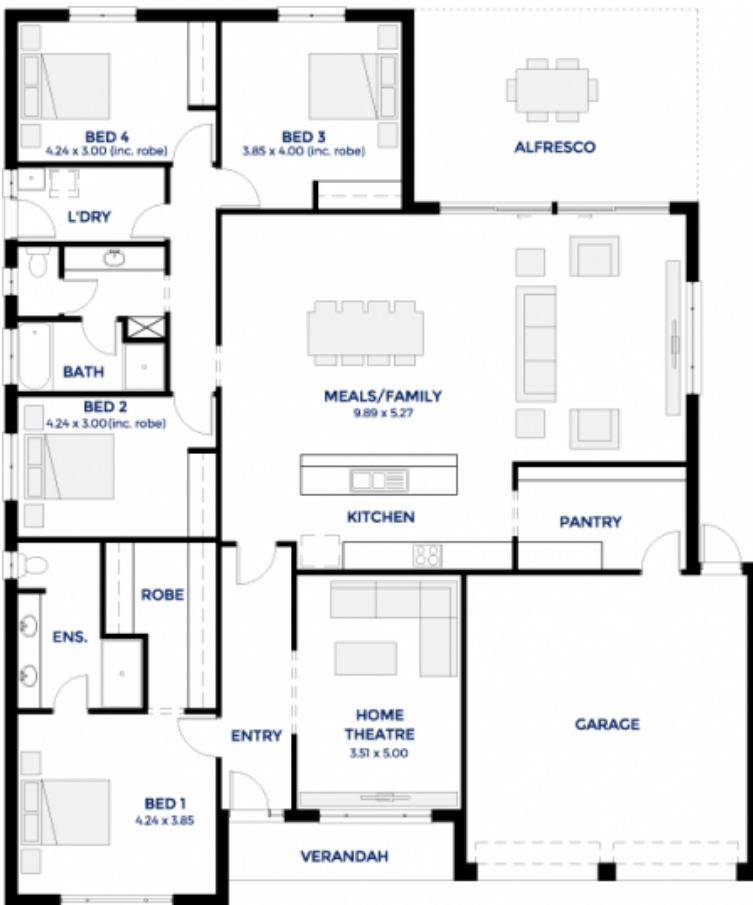 BED 4
4.24 x 3.00 (inc. robe)
BED 3
3.85 x 4.00 (inc. robe)
ALFRESCO
L'DRY
BATH
MEALS/FAMILY
9.89 x 5.27
BED 2
4.24 x 3.00(inc. robe)
KITCHEN
PANTRY
ROBE
ENS.
HOME
THEATRE
3.51 x 5.00
GARAGE
ENTRY
BED 1
4.24 x 3.85
VERANDAH